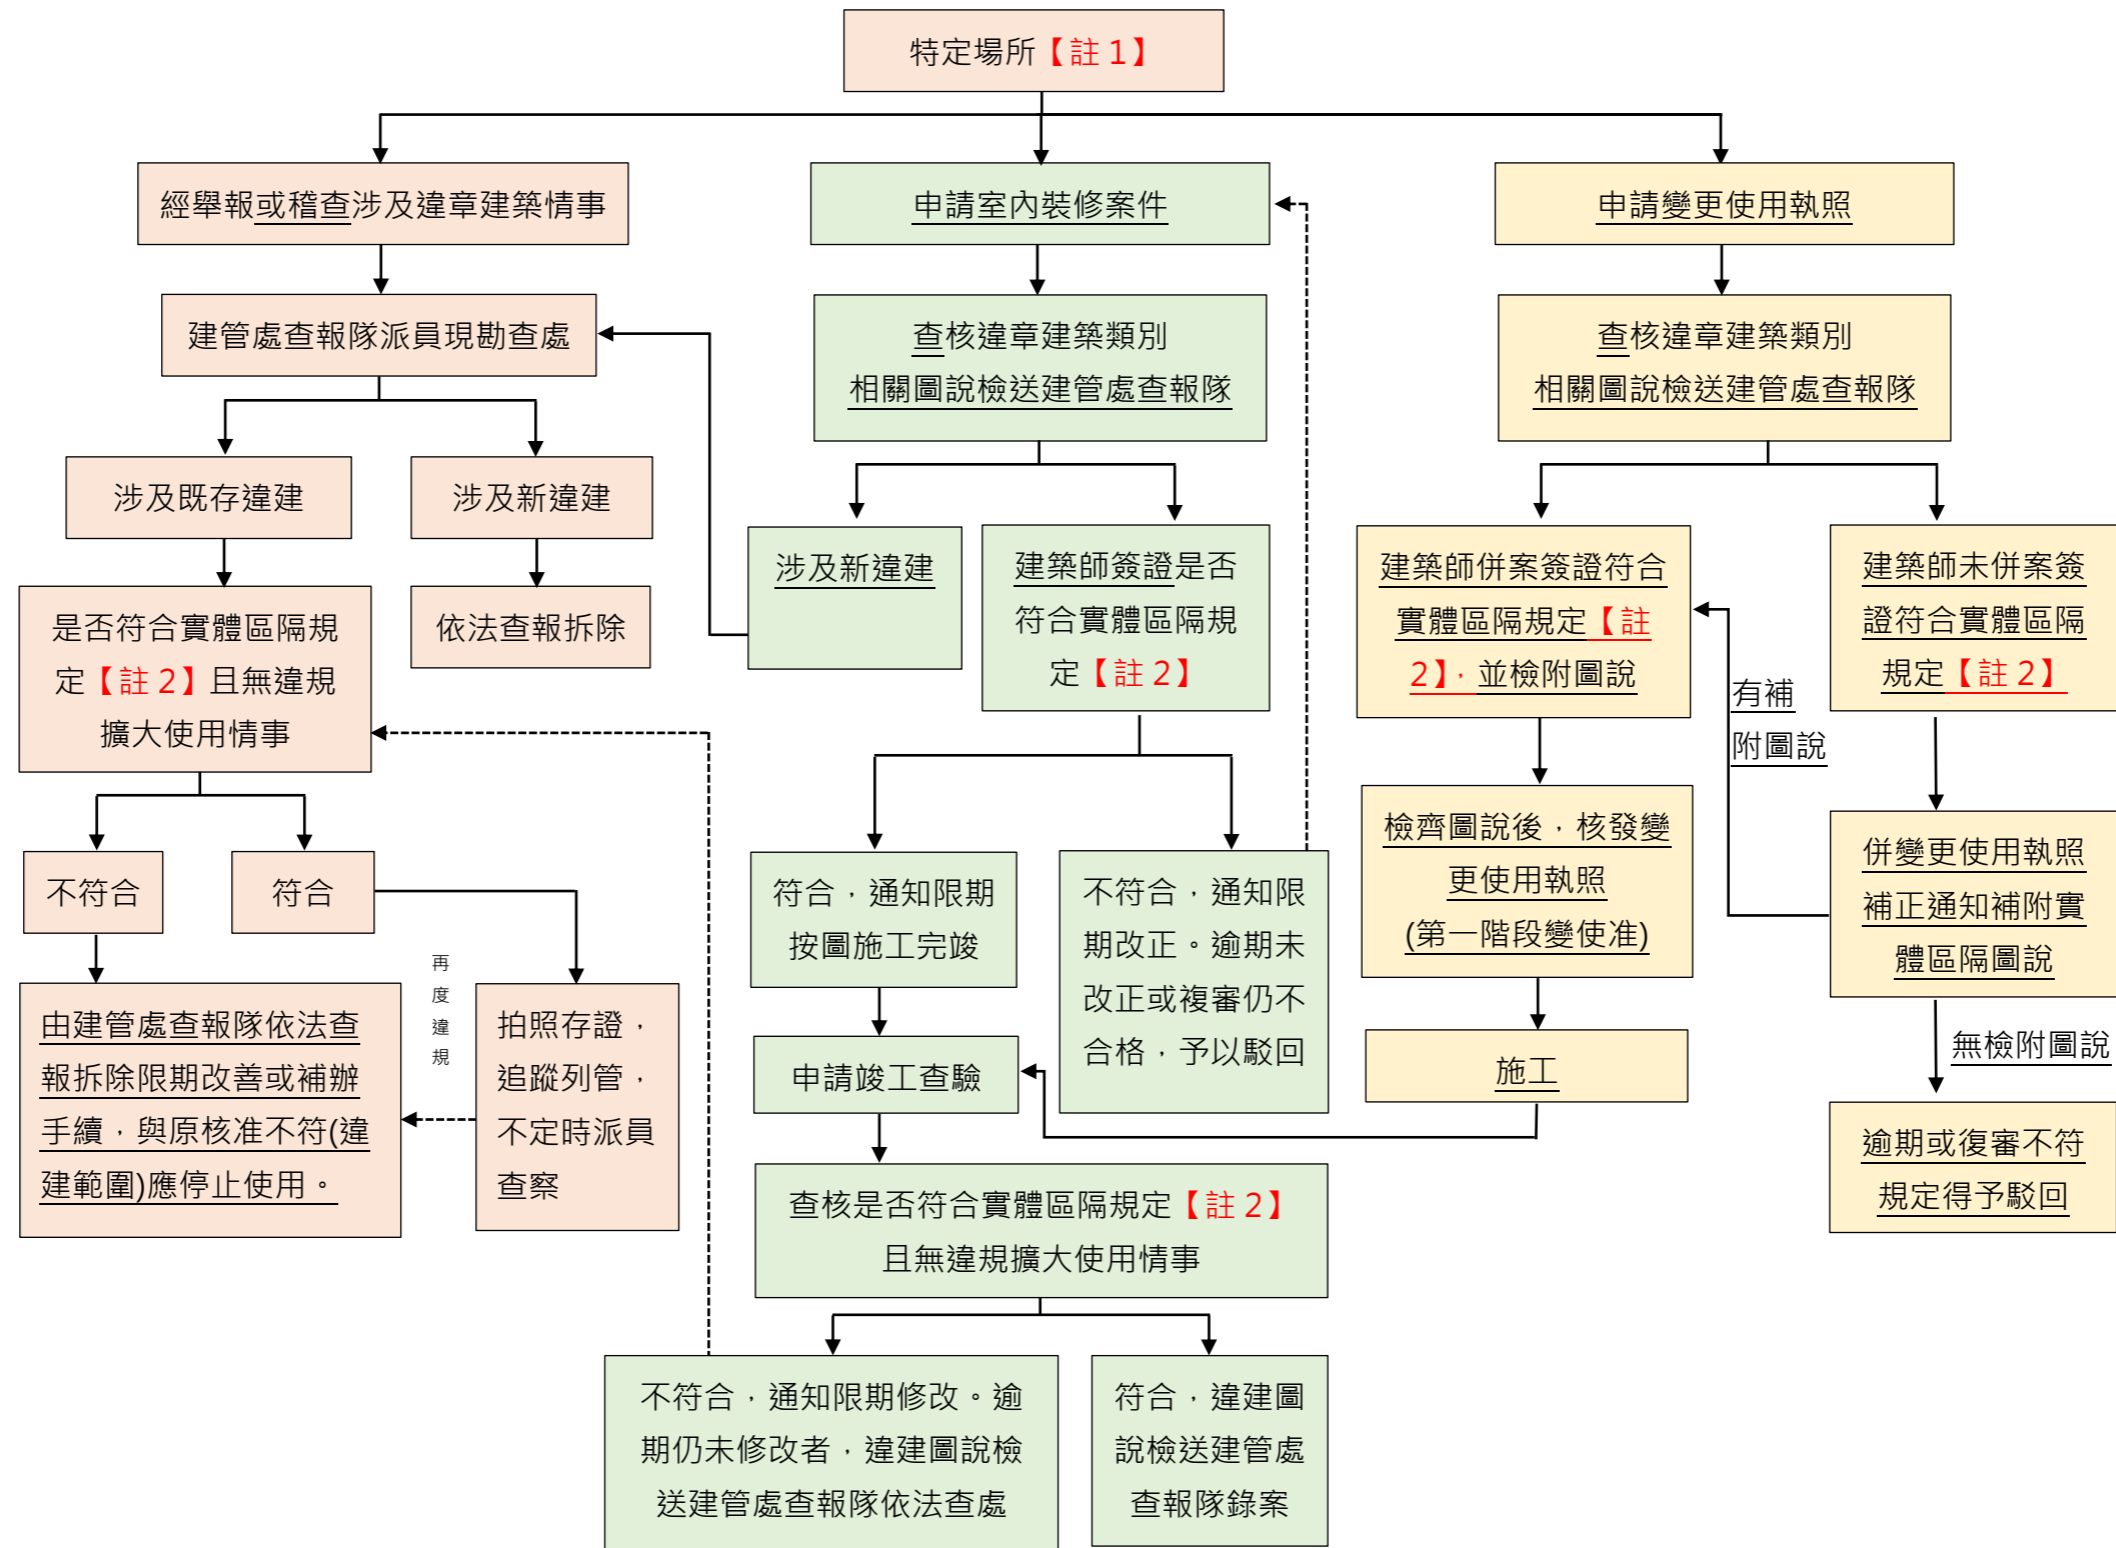 特定場所【註1】
經舉報或稽查涉及違章建築情事
申請室內裝修案件
申請變更使用執照
建管處查報隊派員現勘查處
查核違章建築類別
相關圖說檢送建管處查報隊
查核違章建築類別
相關圖說檢送建管處查報隊
涉及既存違建
涉及新違建
涉及新違建
建築師簽證是否
符合實體區隔規
定【註2】
建築師併案簽證符合
實體區隔規定【註
2】，並檢附圖說
建築師未併案簽
證符合實體區隔
規定【註2】
是否符合實體區隔規
定【註2】且無違規
擴大使用情事
依法查報拆除
有補
附圖說
不符合
符合
符合，通知限期
按圖施工完竣
不符合，通知限
期改正。逾期未
改正或複審仍不
合格，予以駁回
檢齊圖說後，核發變
更使用執照
(第一階段變使准)
併變更使用執照
補正通知補附實
體區隔圖說
再
度
違
規
由建管處查報隊依法查
報拆除限期改善或補辦
手續，與原核准不符(違
建範圍)應停止使用。
拍照存證，
追蹤列管，
不定時派員
查察
申請竣工查驗
施工
無檢附圖說
逾期或復審不符
規定得予駁回
查核是否符合實體區隔規定【註2】
且無違規擴大使用情事
不符合，通知限期修改。逾
期仍未修改者，違建圖說檢
送建管處查報隊依法查處
符合，違建圖
說檢送建管處
查報隊錄案